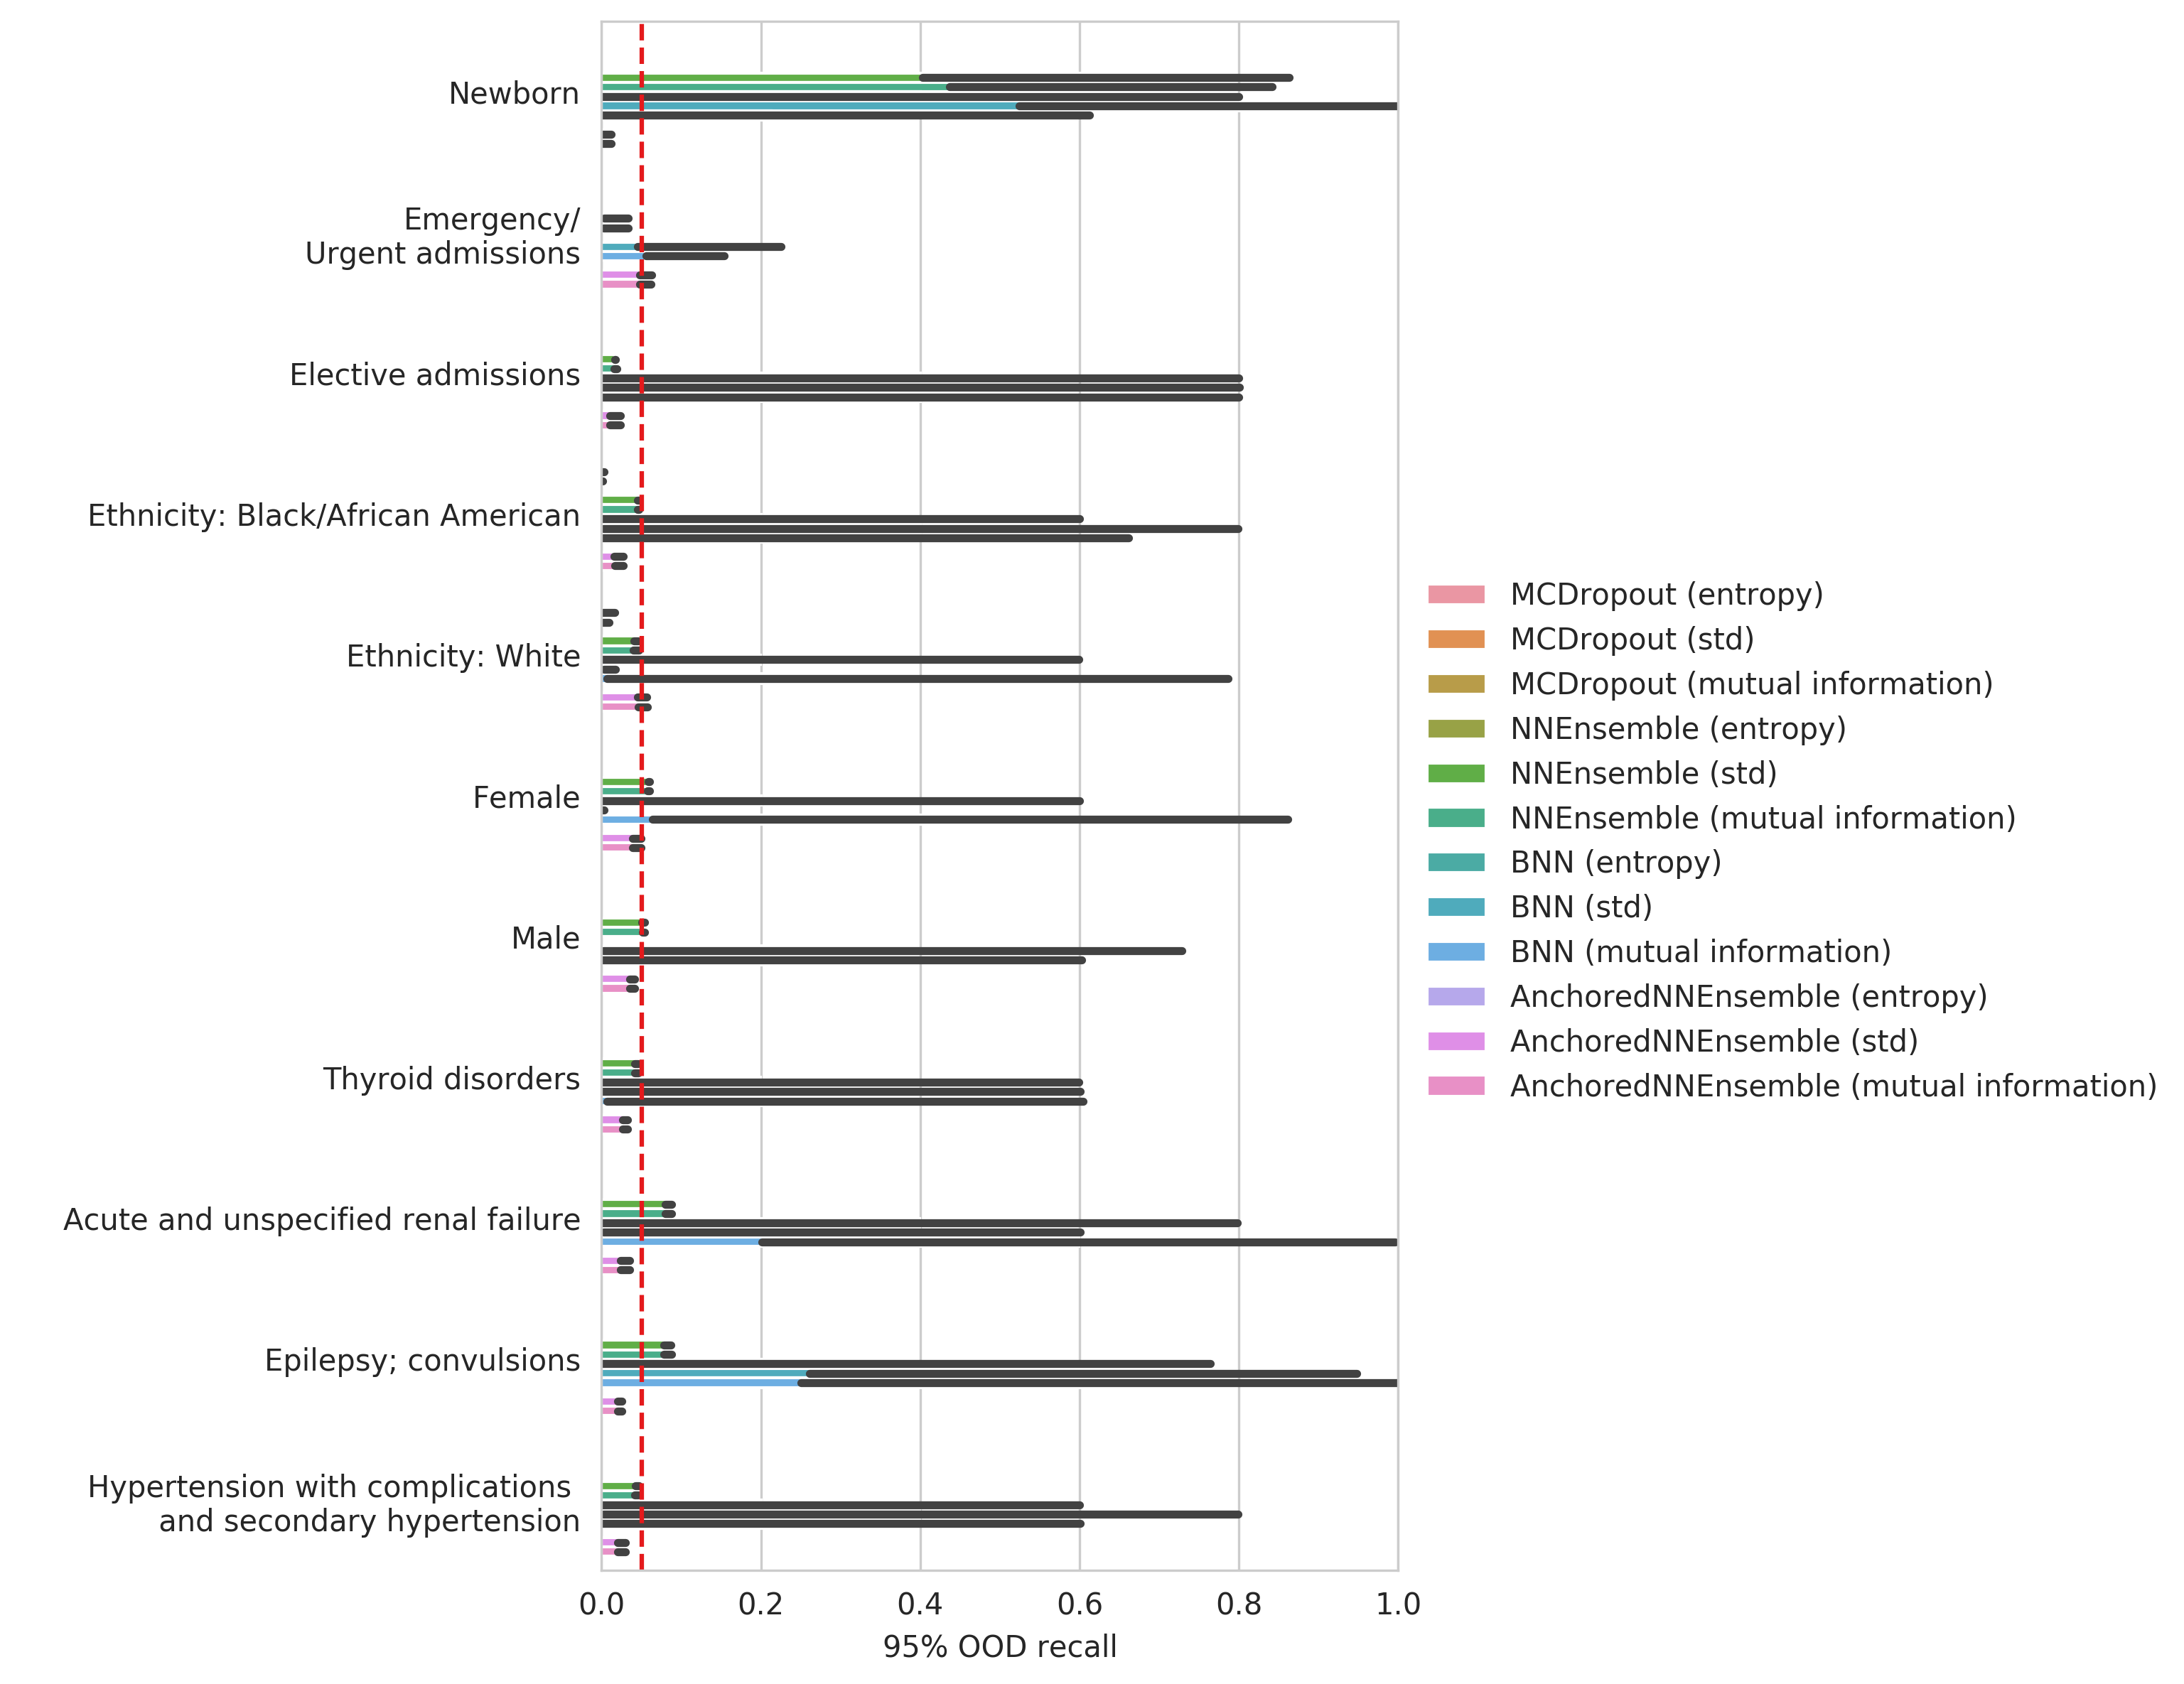 Newborn
Emergency/
Urgent admissions
Elective admissions
Ethnicity: Black/African American
Ethnicity: White
Female
Male
Thyroid disorders
Acute and unspecified renal failure
Epilepsy; convulsions
Hypertension with complications
and secondary hypertension
0.0 0.2 0.4 0.6 0.8 1.0
95% OOD recall
MCDropout (entropy)
MCDropout (std)
MCDropout (mutual information)
NNEnsemble (entropy)
NNEnsemble (std)
NNEnsemble (mutual information)
BNN (entropy)
BNN (std)
BNN (mutual information)
AnchoredNNEnsemble (entropy)
AnchoredNNEnsemble (std)
AnchoredNNEnsemble (mutual information)